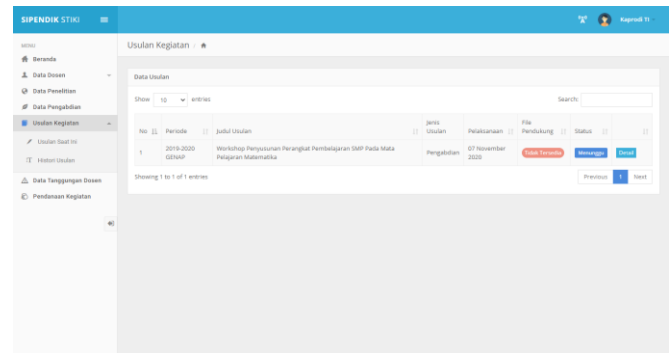 SIPENDIK STIKI
Kaprodi TI
MENU
Beranda
Data Dosen
Data Penelitian
Data Pengabdian
Usulan Kegiatan
Usulan Saat Ini
Histori Usulan
Data Tanggungan Dosen
Pendanaan Kegiatan
Usulan Kegiatan /
Data Usulan
Show 10 entries
Search:
No Periode Judul Usulan Jenis Usulan Pelaksanaan File Pendukung Status
1 2019-2020 GENAP Workshop Penyusunan Perangkat Pembelajaran SMP Pada Mata Pelajaran Matematika Pengabdian 07 November 2020 Tidak Tersedia Menunggu Detail
Showing 1 to 1 of 1 entries
Previous 1 Next